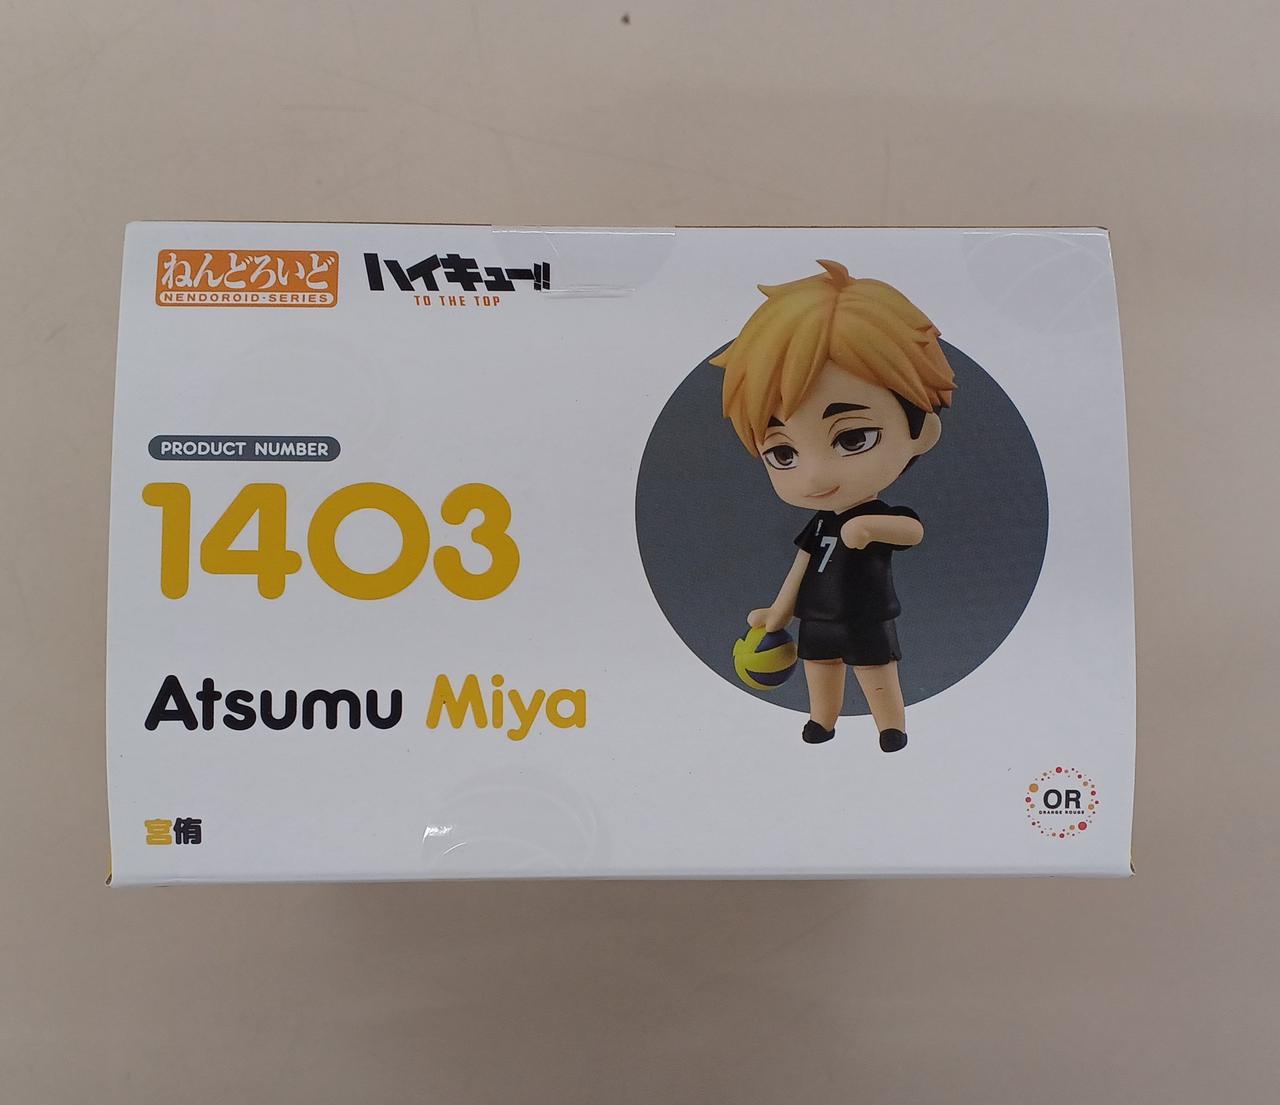 ねんどろいど
NENDOROID-SERIES
ハイキュー!!
TO THE TOP
PRODUCT NUMBER
1403
7
Atsumu Miya
宮侑
OR
ORANGE ROUGE